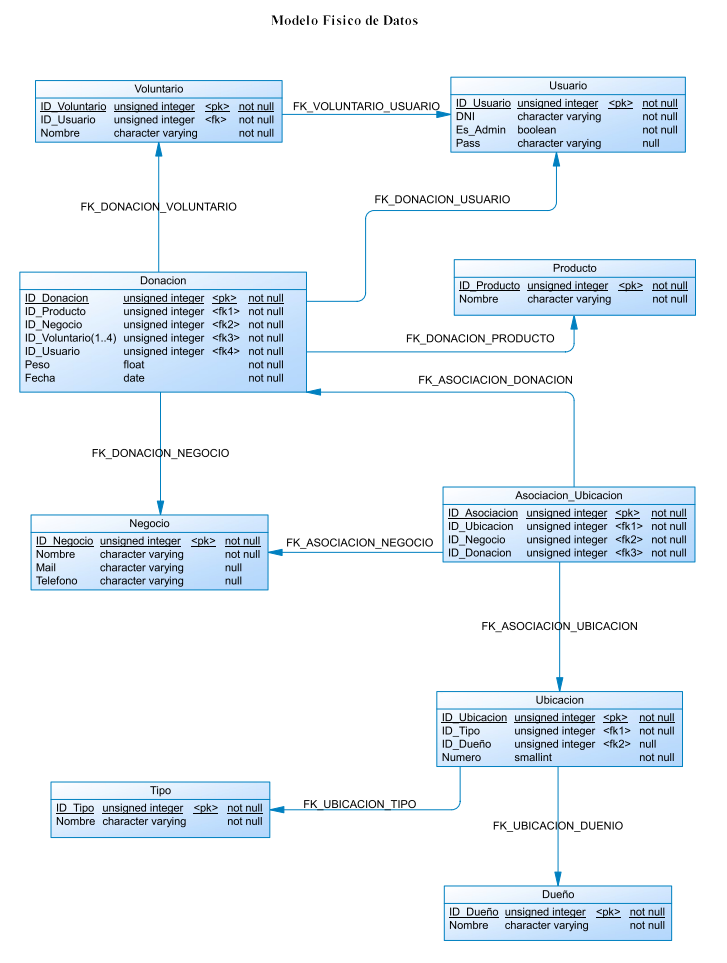 Modelo Fisico de Datos
Voluntario
ID_Voluntario unsigned integer <pk> not null
ID_Usuario unsigned integer <fk> not null
Nombre character varying not null
FK_VOLUNTARIO_USUARIO
Usuario
ID_Usuario unsigned integer <pk> not null
DNI character varying not null
Es_Admin boolean not null
Pass character varying null
FK_DONACION_VOLUNTARIO
FK_DONACION_USUARIO
Donacion
ID_Donacion unsigned integer <pk> not null
ID_Producto unsigned integer <fk1> not null
ID_Negocio unsigned integer <fk2> not null
ID_Voluntario(1..4) unsigned integer <fk3> not null
ID_Usuario unsigned integer <fk4> not null
Peso float not null
Fecha date not null
Producto
ID_Producto unsigned integer <pk> not null
Nombre character varying not null
FK_DONACION_PRODUCTO
FK_ASOCIACION_DONACION
FK_DONACION_NEGOCIO
Asociacion_Ubicacion
ID_Asociacion unsigned integer <pk> not null
ID_Ubicacion unsigned integer <fk1> not null
ID_Negocio unsigned integer <fk2> not null
ID_Donacion unsigned integer <fk3> not null
Negocio
ID_Negocio unsigned integer <pk> not null
Nombre character varying not null
Mail character varying null
Telefono character varying null
FK_ASOCIACION_NEGOCIO
FK_ASOCIACION_UBICACION
Ubicacion
ID_Ubicacion unsigned integer <pk> not null
ID_Tipo unsigned integer <fk1> not null
ID_Dueño unsigned integer <fk2> null
Numero smallint not null
Tipo
ID_Tipo unsigned integer <pk> not null
Nombre character varying not null
FK_UBICACION_TIPO
FK_UBICACION_DUENIO
Dueño
ID_Dueño unsigned integer <pk> not null
Nombre character varying not null